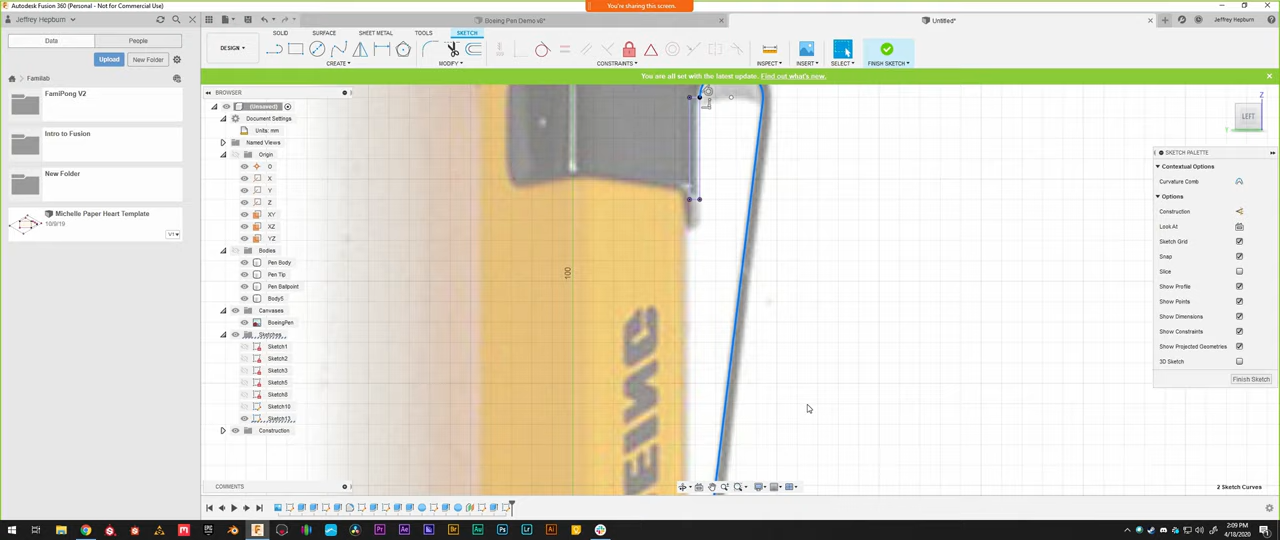 Autodesk Fusion 360 (Personal - Not for Commercial Use)
You're sharing this screen.
Jeffrey Hepburn
Boeing Pen Demo v6*
Untitled*
Jeffrey Hepburn
Data
People
SOLID
SURFACE
SHEET METAL
TOOLS
SKETCH
Upload
New Folder
DESIGN
CREATE
MODIFY
CONSTRAINTS
INSPECT
INSERT
SELECT
FINISH SKETCH
Familab
You are all set with the latest update. Find out what's new.
FamiPong V2
Intro to Fusion
New Folder
Michelle Paper Heart Template
10/9/19
V1
BROWSER
(Unsaved)
Document Settings
Units: mm
Named Views
Origin
O
X
Y
Z
XY
XZ
YZ
Bodies
Pen Body
Pen Tip
Pen Ballpoint
Body5
Canvases
BoeingPen
Sketches
Sketch1
Sketch2
Sketch3
Sketch5
Sketch8
Sketch10
Sketch13
Construction
100
EING
Z
LEFT
Y
SKETCH PALETTE
Contextual Options
Curvature Comb
Options
Construction
Look At
Sketch Grid
Snap
Slice
Show Profile
Show Points
Show Dimensions
Show Constraints
Show Projected Geometries
3D Sketch
Finish Sketch
COMMENTS
2 Sketch Curves
2:09 PM
4/18/2020